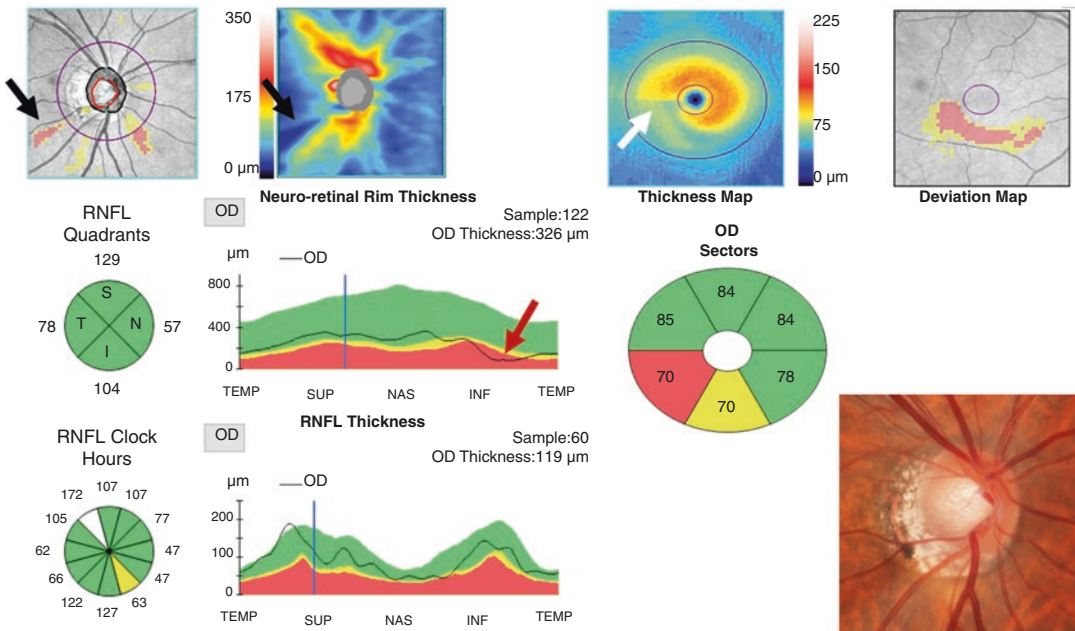 350
175
0 µm
Neuro-retinal Rim Thickness
225
150
75
0 µm
Thickness Map
Deviation Map
RNFL
Quadrants
129
S
78
T
N
57
I
104
OD
Sample:122
OD Thickness:326 µm
µm
OD
800
400
0
TEMP
SUP
NAS
INF
TEMP
OD
Sectors
84
85
84
70
78
70
RNFL Clock
Hours
107
172
107
105
77
62
47
66
47
122
63
127
OD
RNFL Thickness
Sample:60
OD Thickness:119 µm
µm
OD
200
100
0
TEMP
SUP
NAS
INF
TEMP